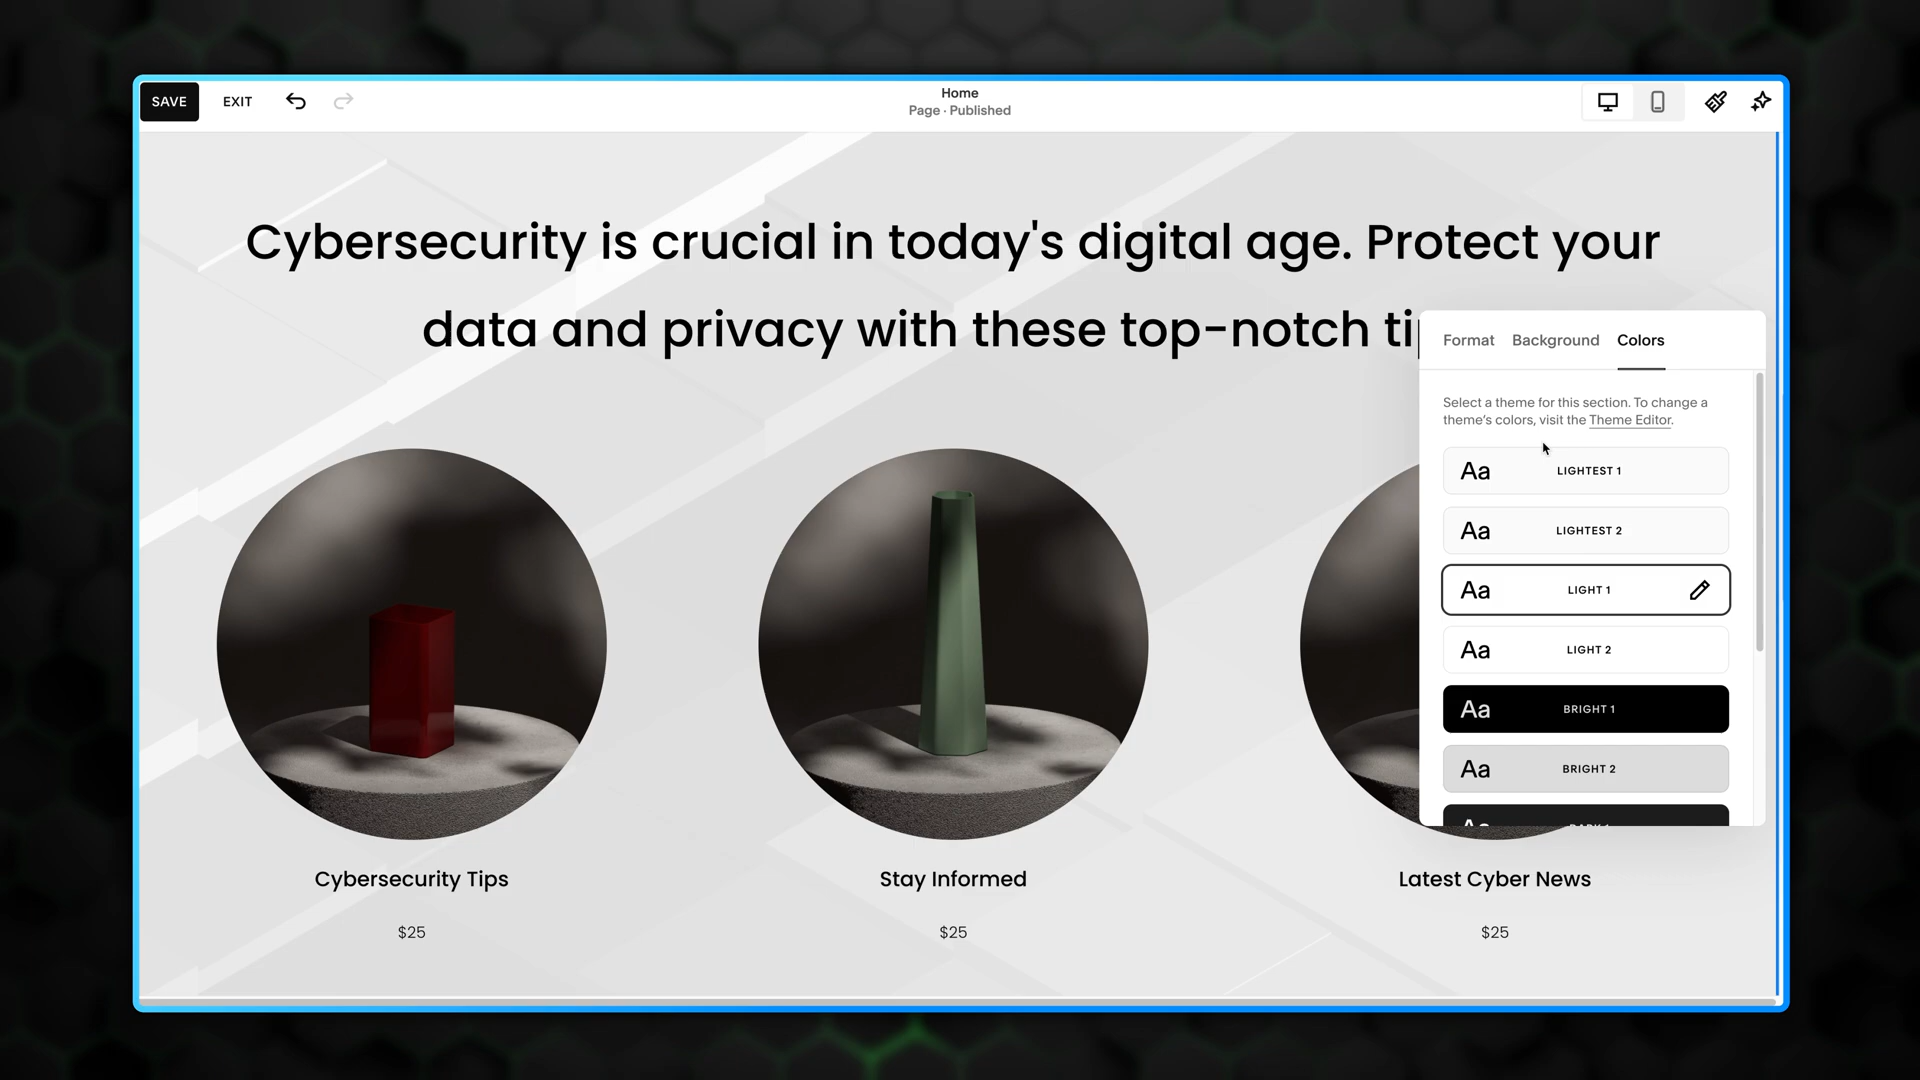 SAVE
EXIT
Home
Page · Published
Cybersecurity is crucial in today's digital age. Protect your
data and privacy with these top-notch
Format
Background
Colors
Select a theme for this section. To change a
theme's colors, visit the Theme Editor.
Aa LIGHTEST 1
Aa LIGHTEST 2
Aa LIGHT 1
Aa LIGHT 2
Aa BRIGHT 1
Aa BRIGHT 2
Cybersecurity Tips
$25
Stay Informed
$25
Latest Cyber News
$25